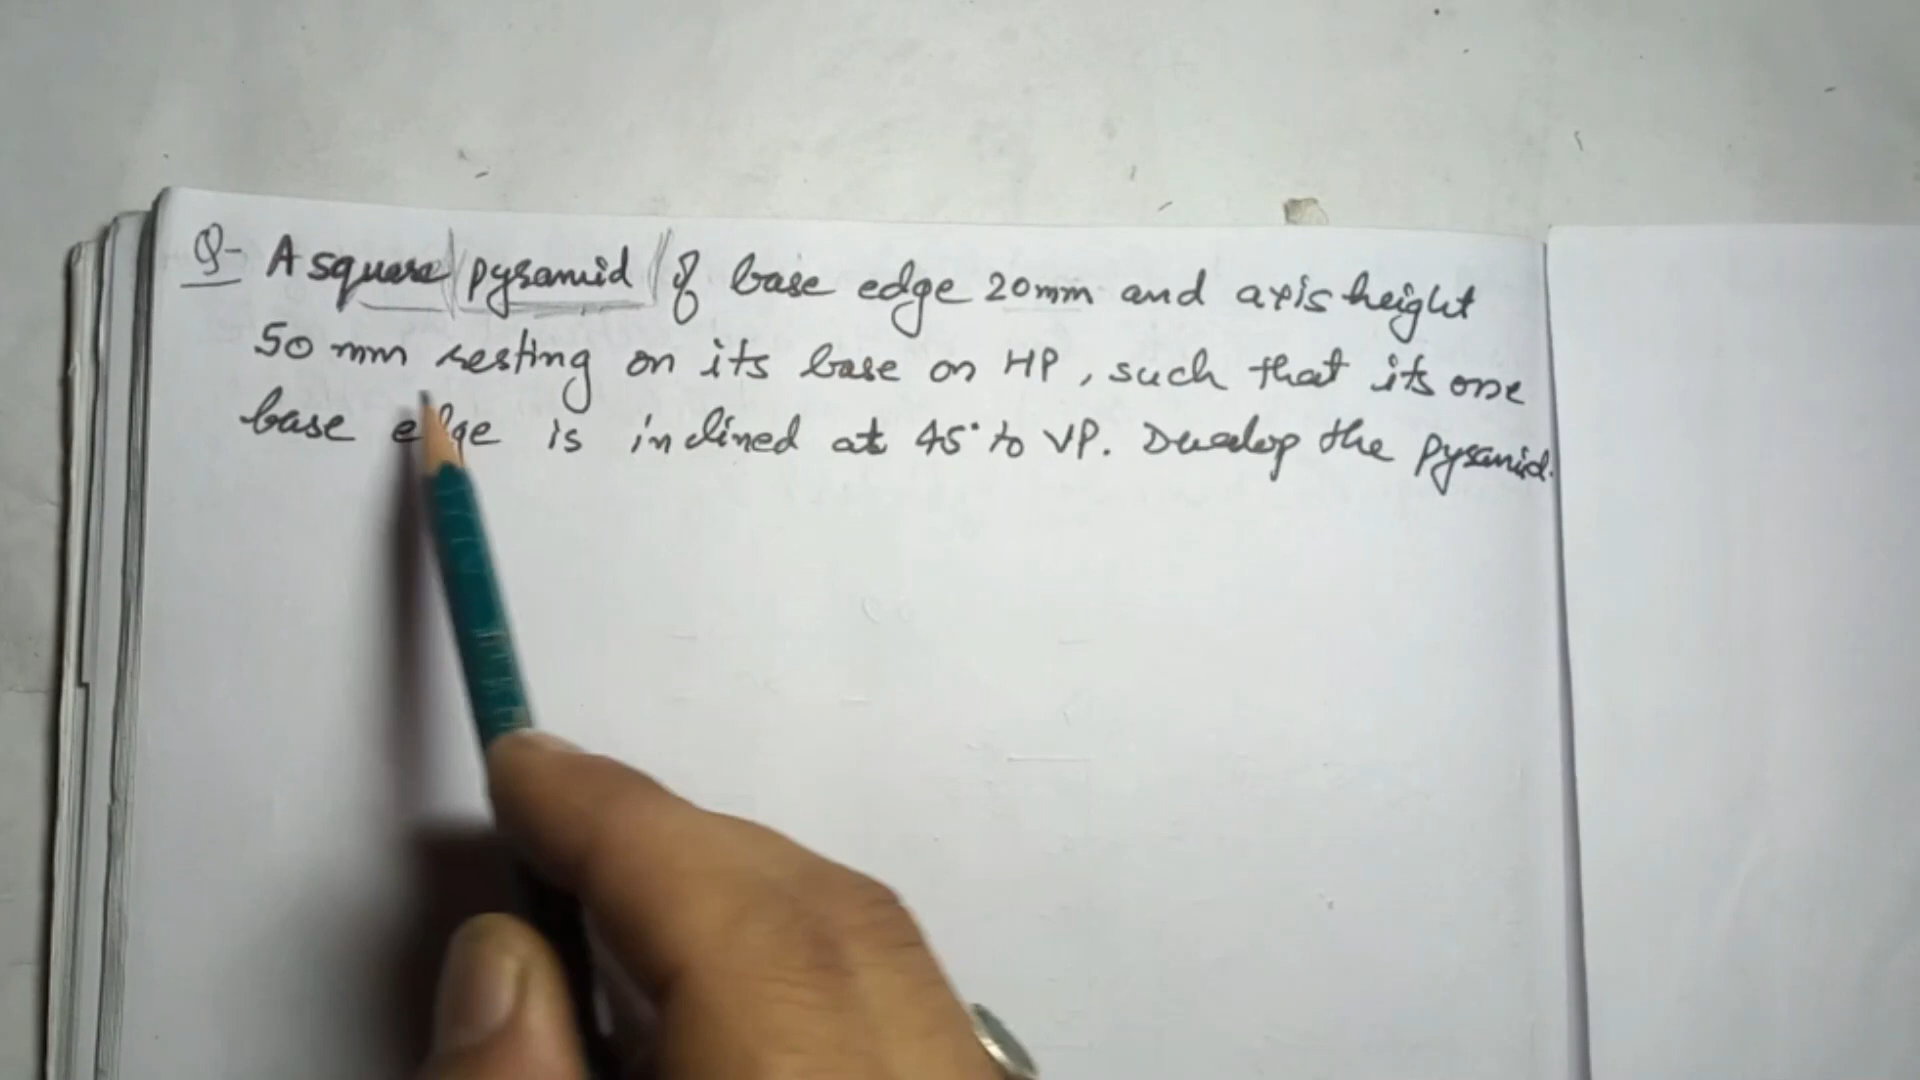 Q- A square pyramid of base edge 20mm and axis height
50 mm resting on its base on HP, such that its one
base edge is inclined at 45° to VP. Develop the pyramid.